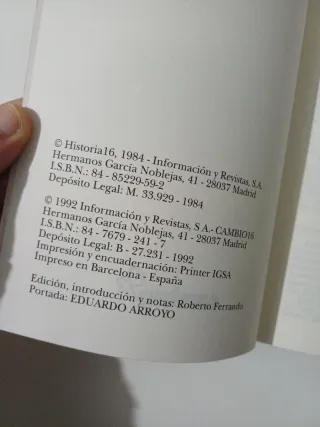 © Historia16, 1984 - Información y Revistas, S.A.
Hermanos García Noblejas, 41 - 28037 Madrid
I.S.B.N.: 84 - 85229-59-2
Depósito Legal: M. 33.929 - 1984
© 1992 Información y Revistas, S A.- CAMBIO16
Hermanos García Noblejas, 41 - 28037 Madrid
I.S.B.N.: 84 - 7679 - 241 - 7
Depósito Legal: B - 27.231 - 1992
Impresión y encuadernación: Printer IGSA
Impreso en Barcelona - España
Edición, introducción y notas: Roberto Ferrando
Portada: EDUARDO ARROYO